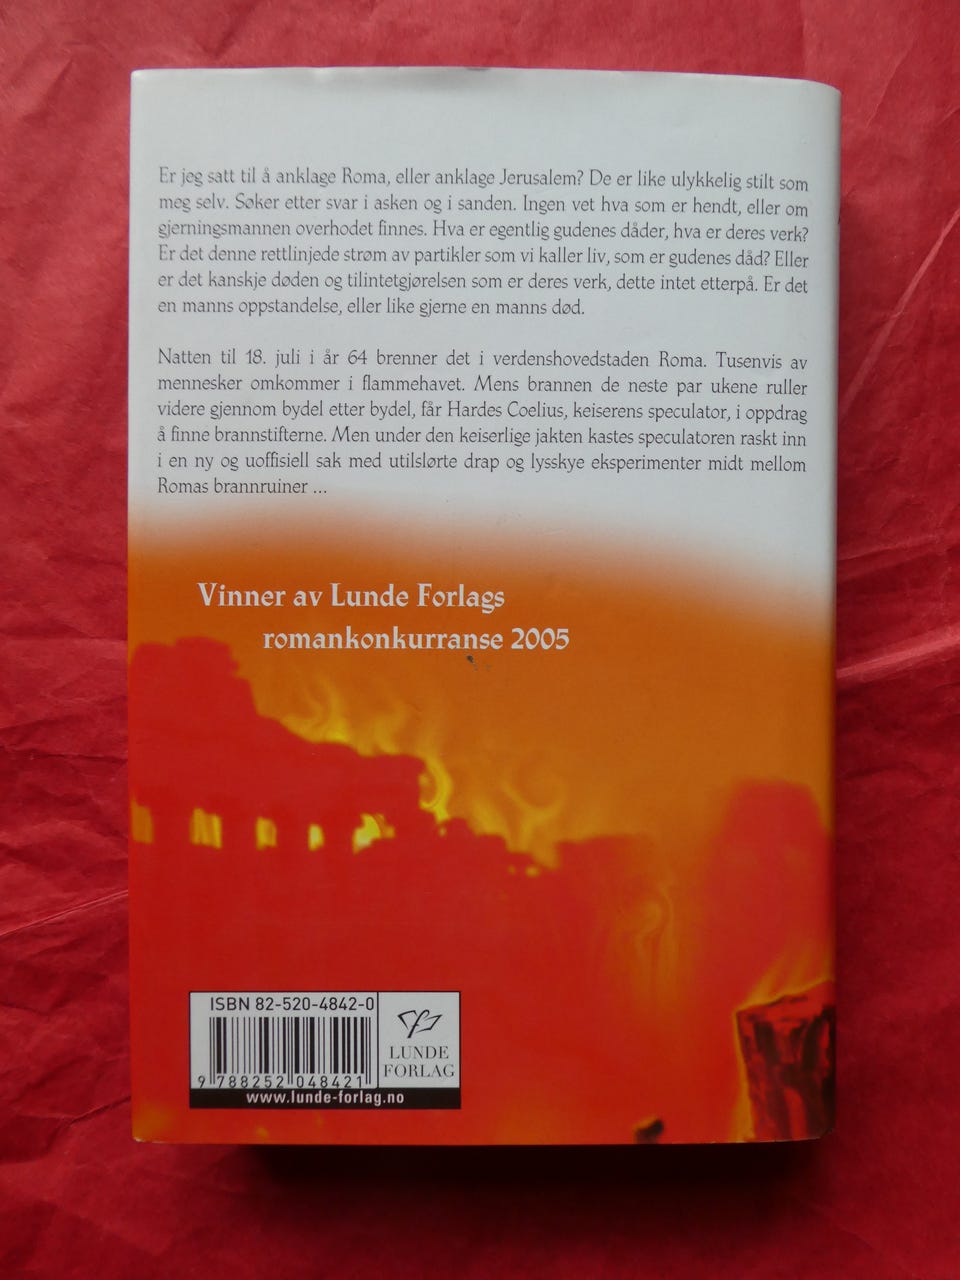 Er jeg satt til å anklage Roma, eller anklage Jerusalem? De er like ulykkelig stilt som
meg selv. Søker etter svar i asken og i sanden. Ingen vet hva som er hendt, eller om
gjerningsmannen overhodet finnes. Hva er egentlig gudenes dåder, hva er deres verk?
Er det denne rettlinjede strøm av partikler som vi kaller liv, som er gudenes dåd? Eller
er det kanskje døden og tilintetgjørelsen som er deres verk, dette intet etterpå. Er det
en manns oppstandelse, eller like gjerne en manns død.
Natten til 18. juli i år 64 brenner det i verdenshovedstaden Roma. Tusenvis av
mennesker omkommer i flammehavet. Mens brannen de neste par ukene ruller
videre gjennom bydel etter bydel, får Hardes Coelius, keiserens speculator, i oppdrag
å finne brannstifterne. Men under den keiserlige jakten kastes speculatoren raskt inn
i en ny og uoffisiell sak med utilslørte drap og lysskye eksperimenter midt mellom
Romas brannruiner ...
Vinner av Lunde Forlags
romankonkurranse 2005
ISBN 82-520-4842-0
9 788252 048421
LUNDE
FORLAG
www.lunde-forlag.no